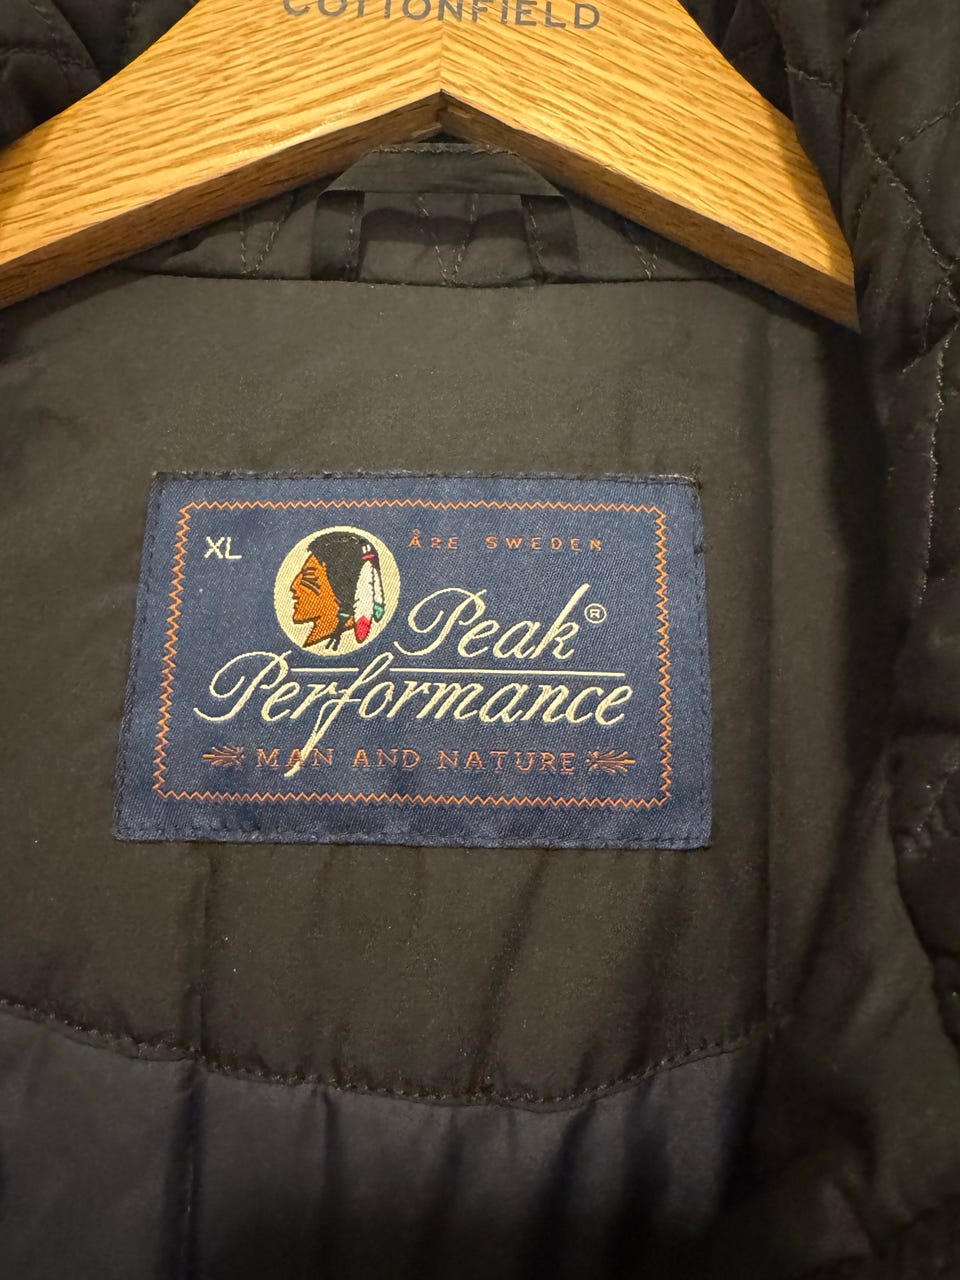 COTTONFIELD
XL
ÅRE SWEDEN
Peak®
Performance
MAN AND NATURE